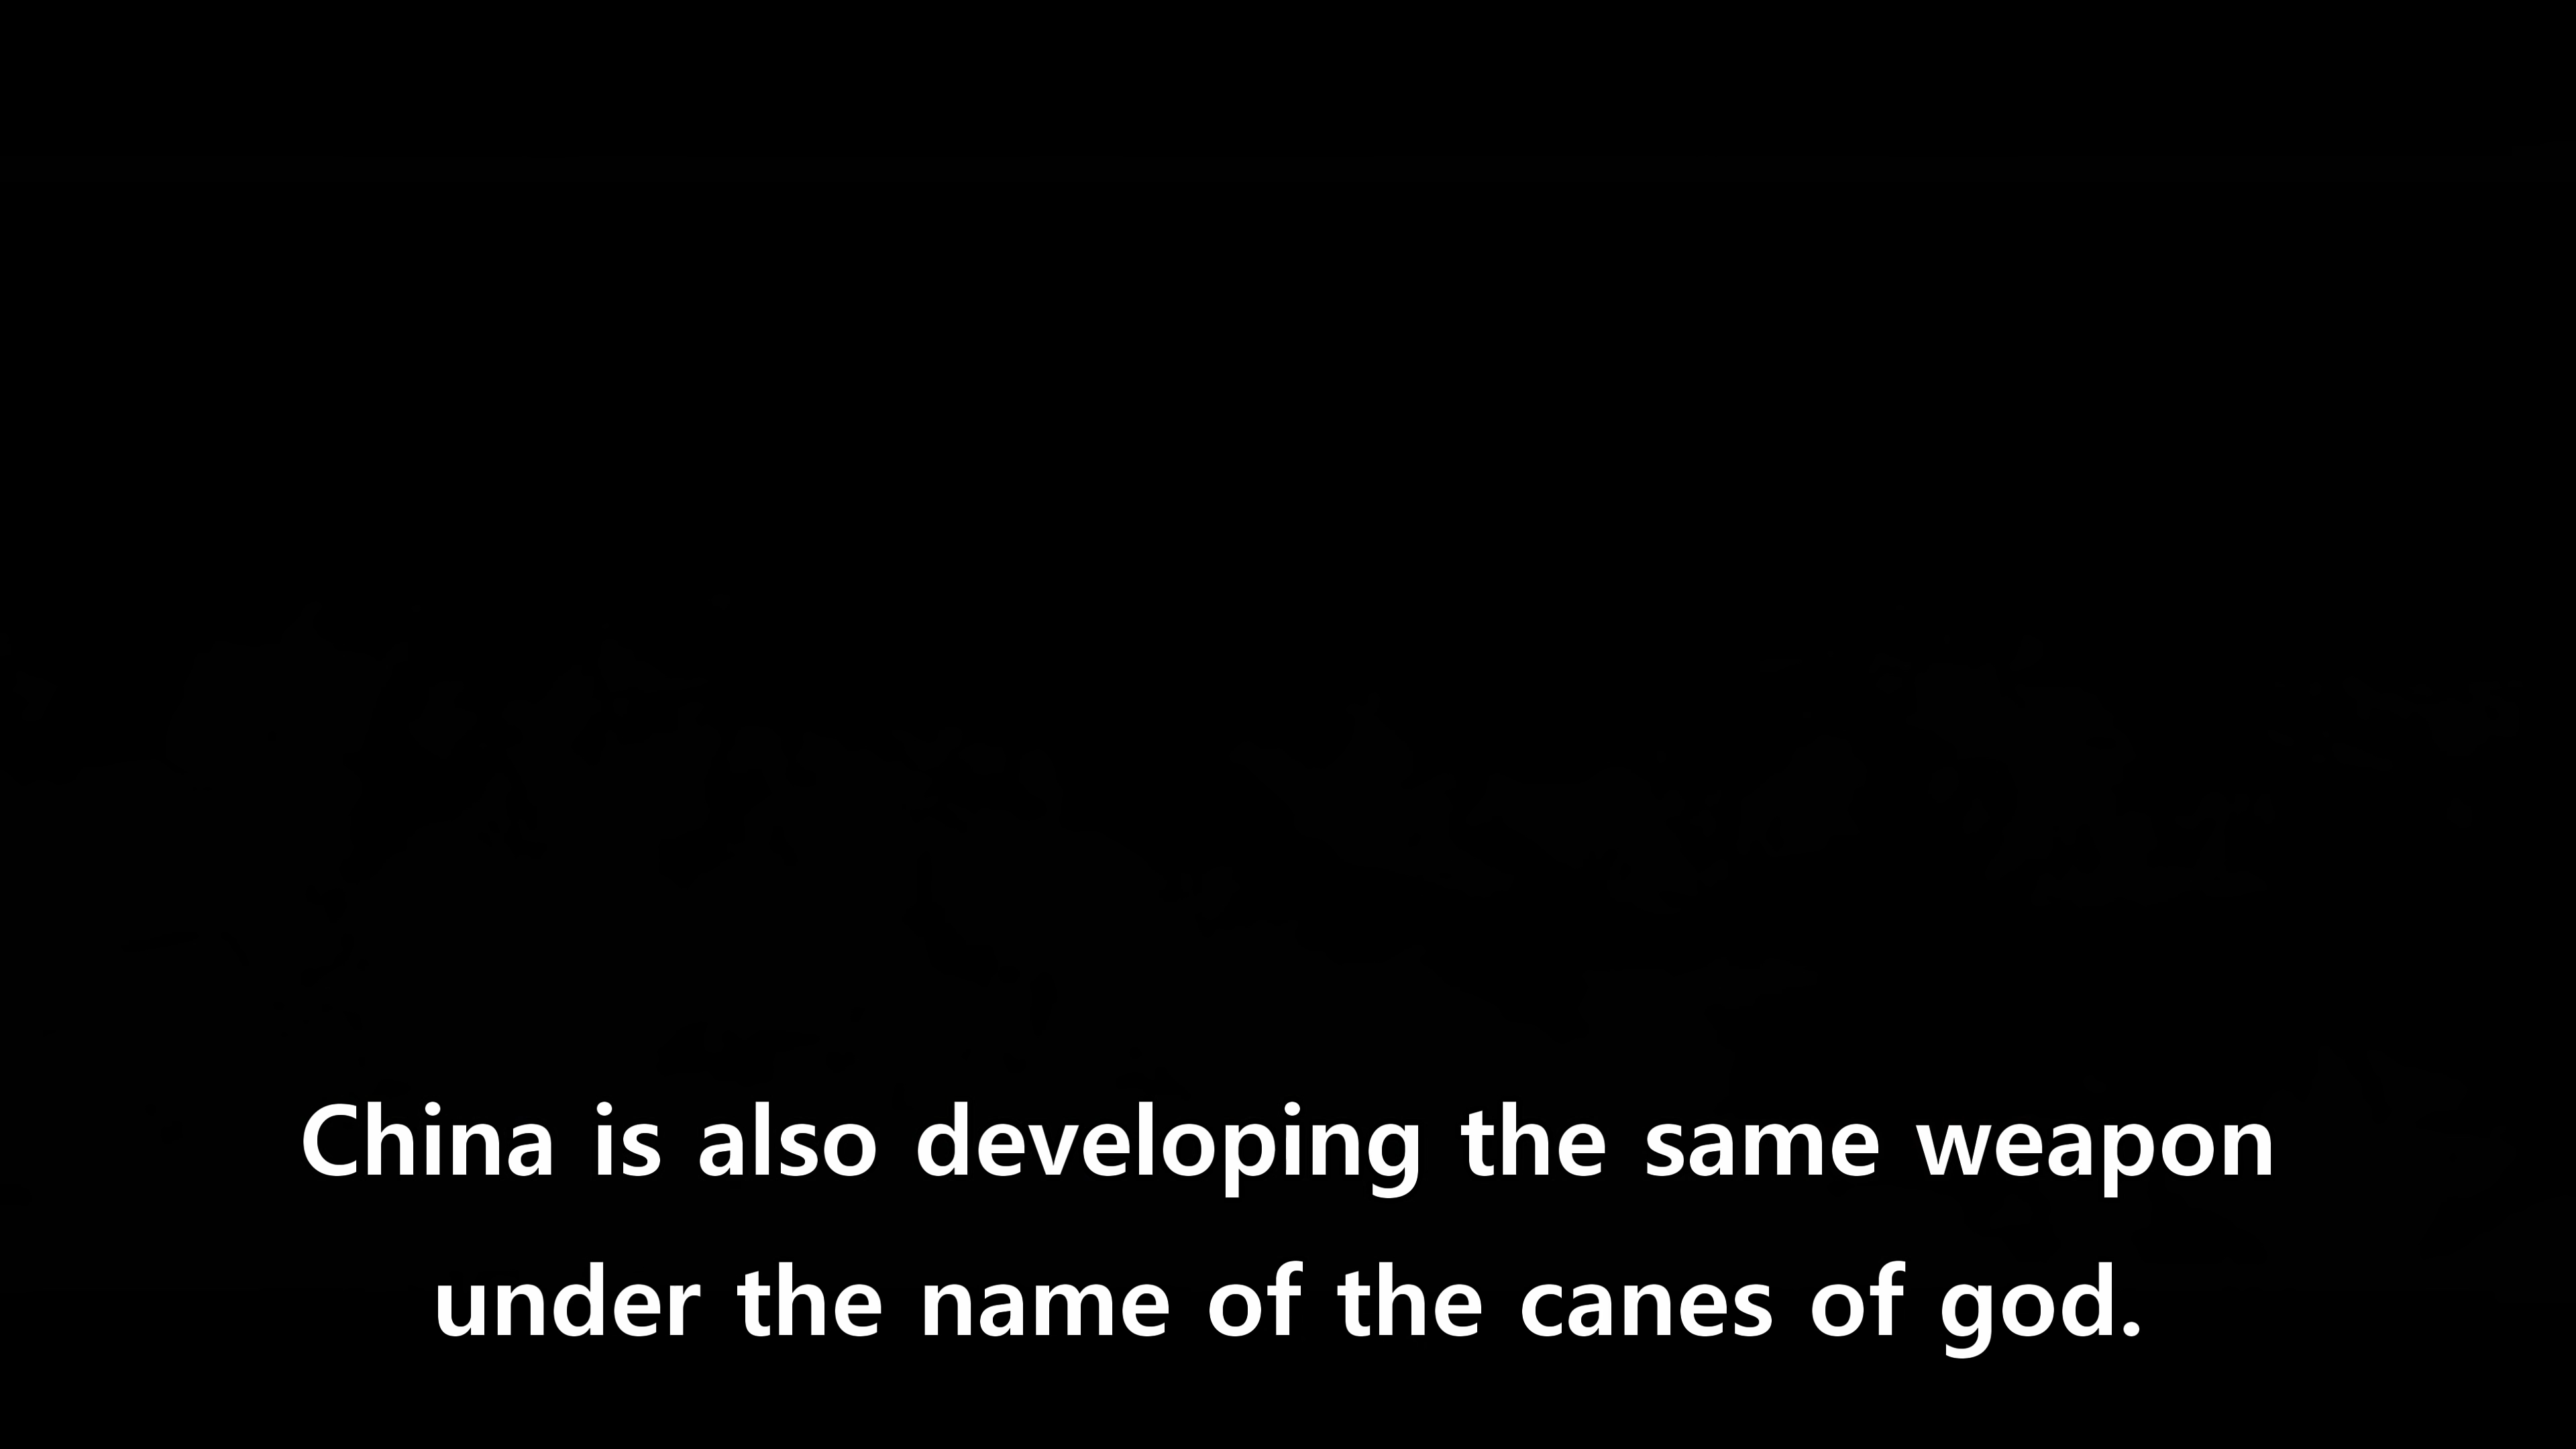 China is also developing the same weapon
under the name of the canes of god.